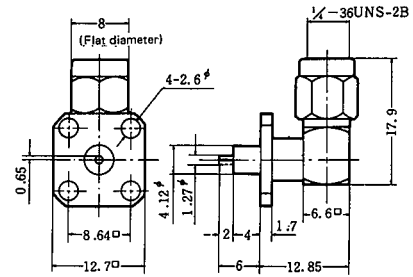 8
(Flat diameter)
1/4-36UNS-2B
4-2.6φ
17.9
0.65
4.12φ
1.27φ
6.6□
8.64□
2
4
1.7
12.7□
6
12.85